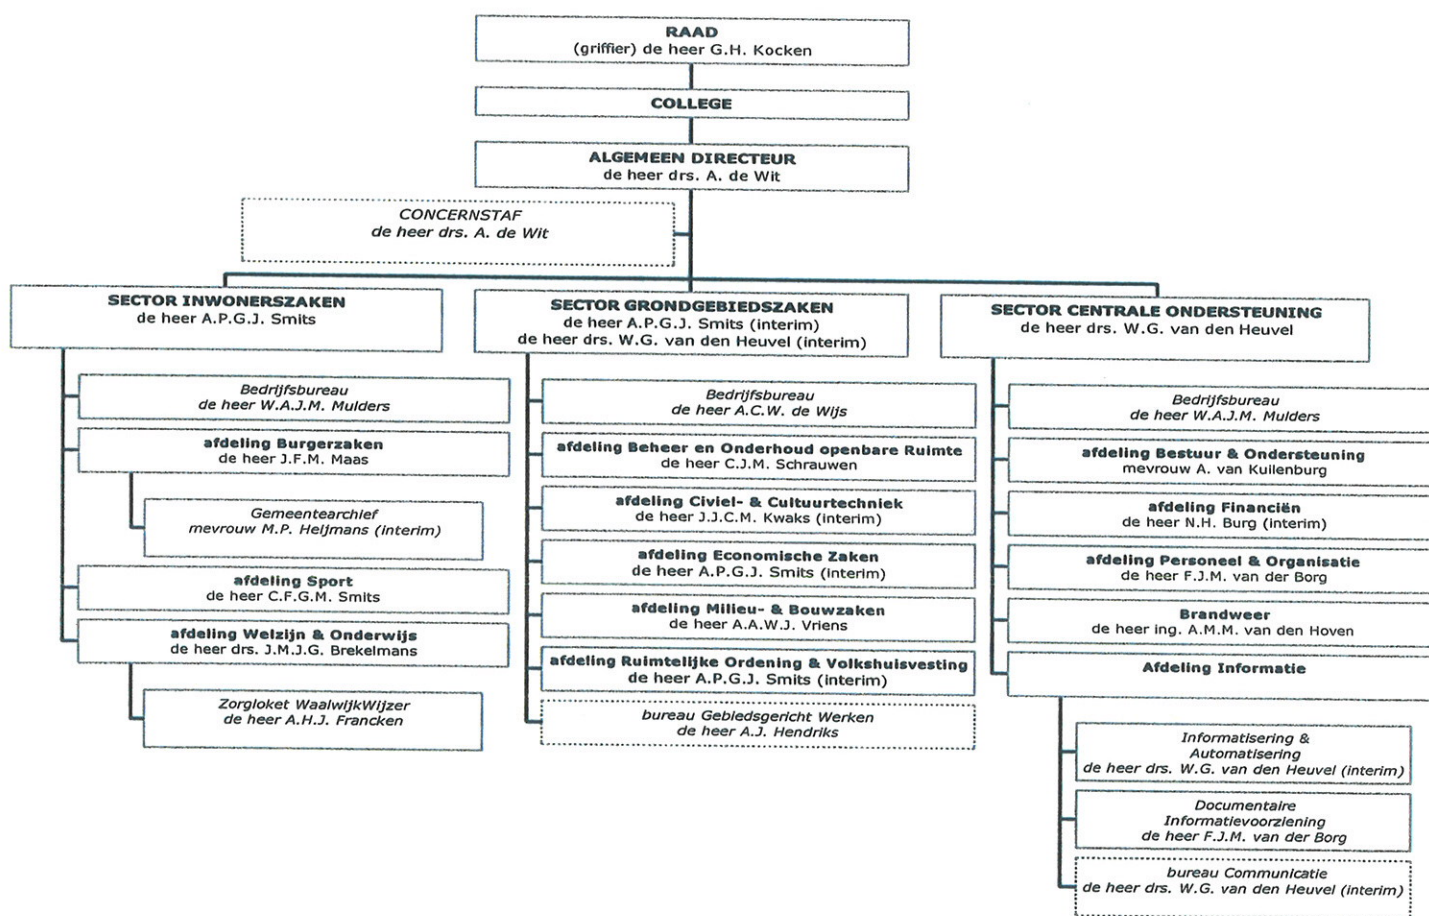 RAAD
(griffier) de heer G.H. Kocken
COLLEGE
ALGEMEEN DIRECTEUR
de heer drs. A. de Wit
CONCERNSTAF
de heer drs. A. de Wit
SECTOR INWONERSZAKEN
de heer A.P.G.J. Smits
Bedrijfsbureau
de heer W.A.J.M. Mulders
afdeling Burgerzaken
de heer J.F.M. Maas
Gemeentearchief
mevrouw M.P. Heijmans (interim)
afdeling Sport
de heer C.F.G.M. Smits
afdeling Welzijn & Onderwijs
de heer drs. J.M.J.G. Brekelmans
Zorgloket WaalwijkWijzer
de heer A.H.J. Francken
SECTOR GRONDGEBIEDSZAKEN
de heer A.P.G.J. Smits (interim)
de heer drs. W.G. van den Heuvel (interim)
Bedrijfsbureau
de heer A.C.W. de Wijs
afdeling Beheer en Onderhoud openbare Ruimte
de heer C.J.M. Schrauwen
afdeling Civiel- & Cultuurtechniek
de heer J.J.C.M. Kwaks (interim)
afdeling Economische Zaken
de heer A.P.G.J. Smits (interim)
afdeling Milieu- & Bouwzaken
de heer A.A.W.J. Vriens
afdeling Ruimtelijke Ordening & Volkshuisvesting
de heer A.P.G.J. Smits (interim)
bureau Gebiedsgericht Werken
de heer A.J. Hendriks
SECTOR CENTRALE ONDERSTEUNING
de heer drs. W.G. van den Heuvel
Bedrijfsbureau
de heer W.A.J.M. Mulders
afdeling Bestuur & Ondersteuning
mevrouw A. van Kuilenburg
afdeling Financiën
de heer N.H. Burg (interim)
afdeling Personeel & Organisatie
de heer F.J.M. van der Borg
Brandweer
de heer ing. A.M.M. van den Hoven
Afdeling Informatie
Informatisering &
Automatisering
de heer drs. W.G. van den Heuvel (interim)
Documentaire
Informatievoorziening
de heer F.J.M. van der Borg
bureau Communicatie
de heer drs. W.G. van den Heuvel (interim)